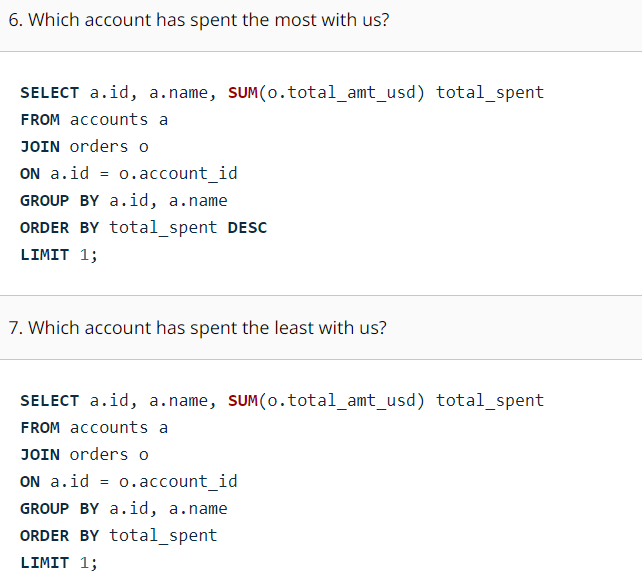 6. Which account has spent the most with us?
SELECT a.id, a.name, SUM(o.total_amt_usd) total_spent
FROM accounts a
JOIN orders o
ON a.id = o.account_id
GROUP BY a.id, a.name
ORDER BY total_spent DESC
LIMIT 1;
7. Which account has spent the least with us?
SELECT a.id, a.name, SUM(o.total_amt_usd) total_spent
FROM accounts a
JOIN orders o
ON a.id = o.account_id
GROUP BY a.id, a.name
ORDER BY total_spent
LIMIT 1;